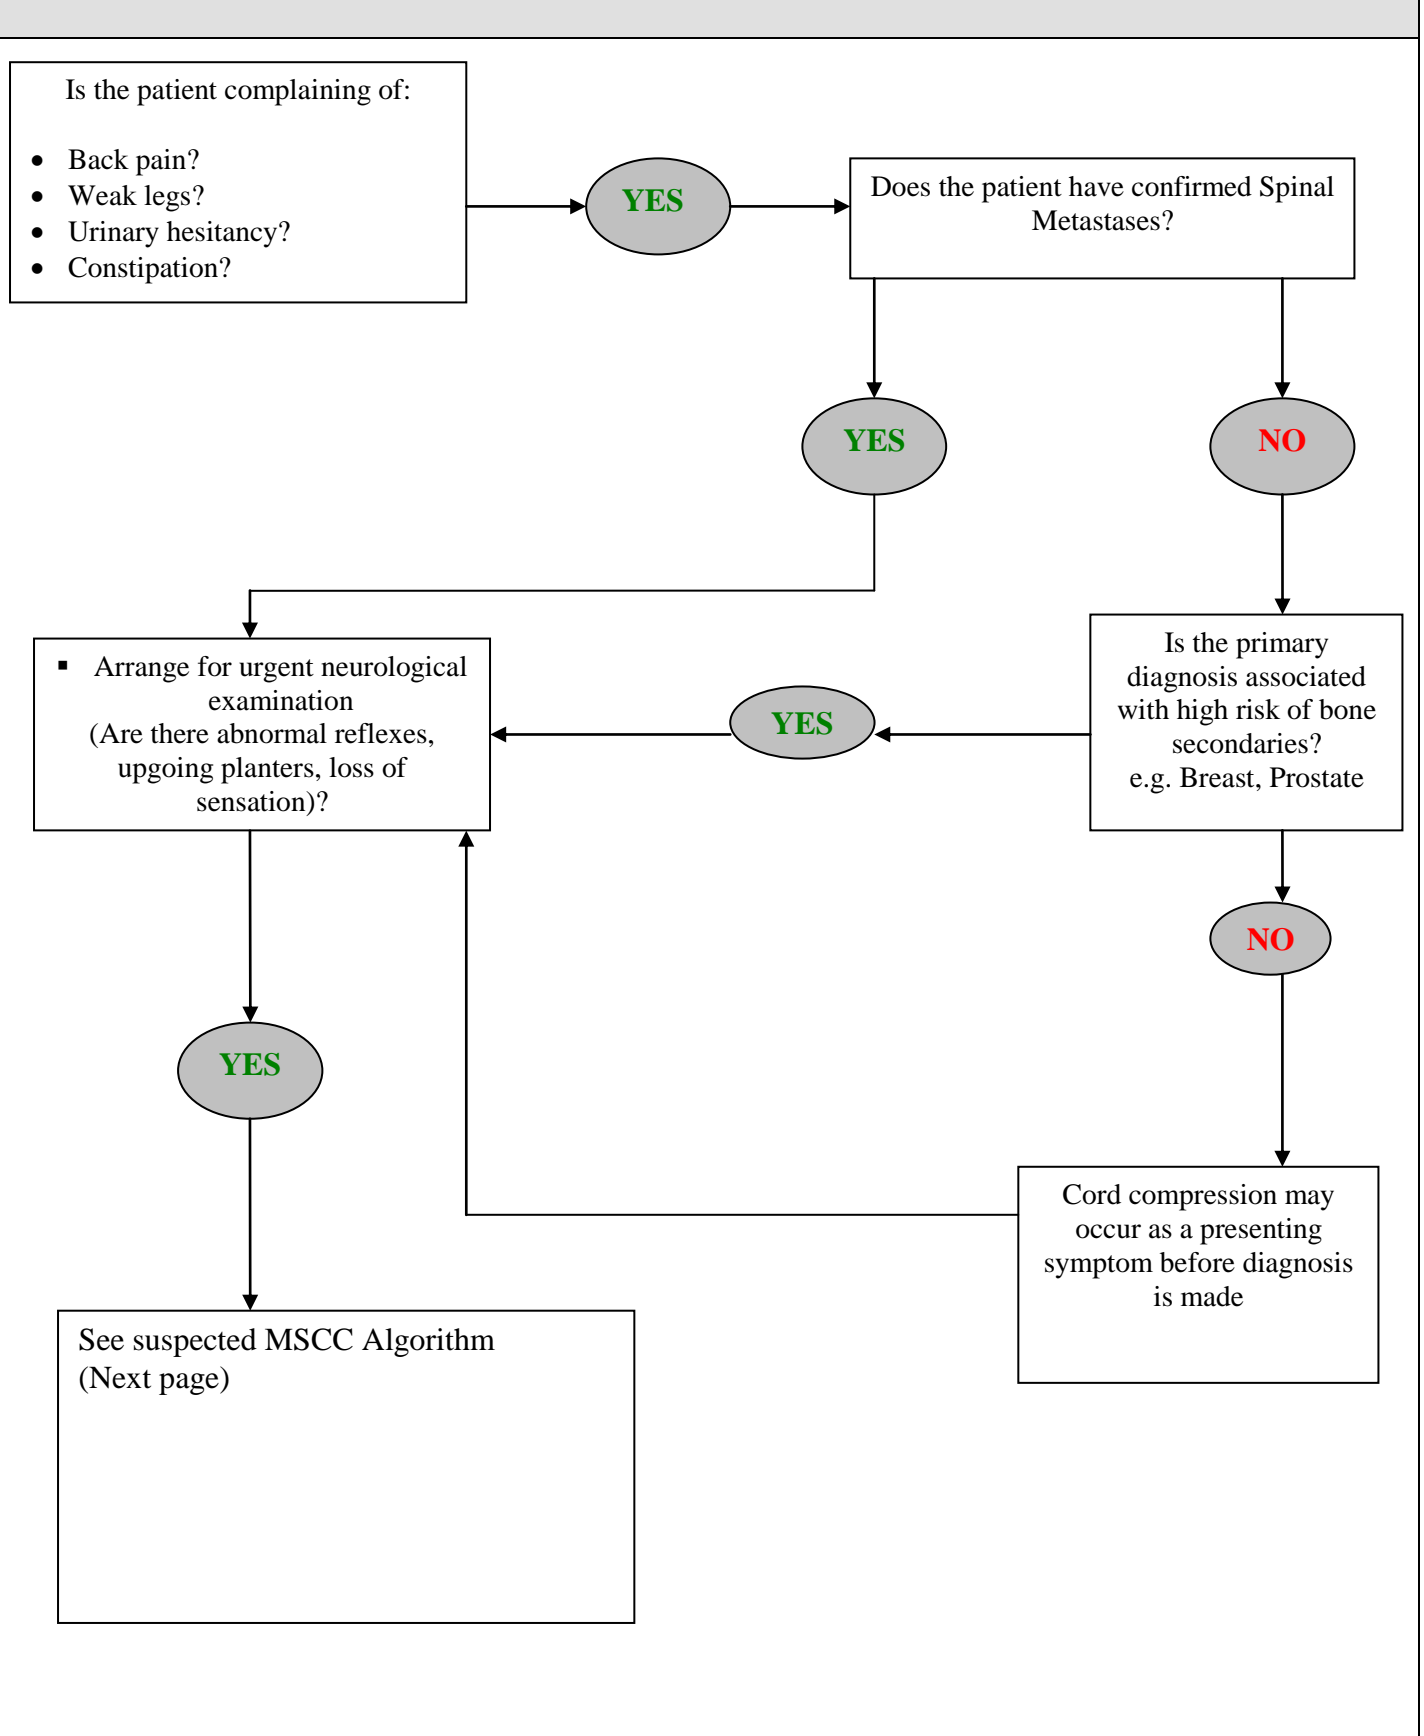 Is the patient complaining of:
• Back pain?
• Weak legs?
• Urinary hesitancy?
• Constipation?
YES
Does the patient have confirmed Spinal
Metastases?
YES
NO
▪ Arrange for urgent neurological
examination
(Are there abnormal reflexes,
upgoing planters, loss of
sensation)?
YES
Is the primary
diagnosis associated
with high risk of bone
secondaries?
e.g. Breast, Prostate
NO
YES
Cord compression may
occur as a presenting
symptom before diagnosis
is made
See suspected MSCC Algorithm
(Next page)